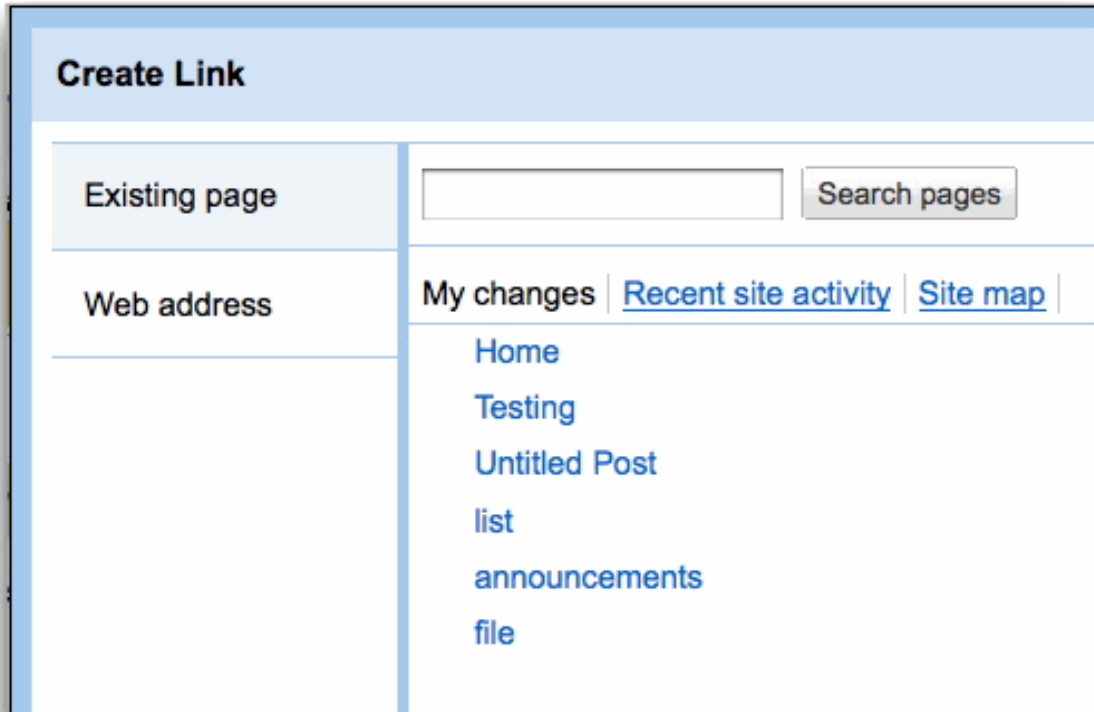 Create Link
Existing page
Search pages
Web address
My changes Recent site activity Site map
Home
Testing
Untitled Post
list
announcements
file